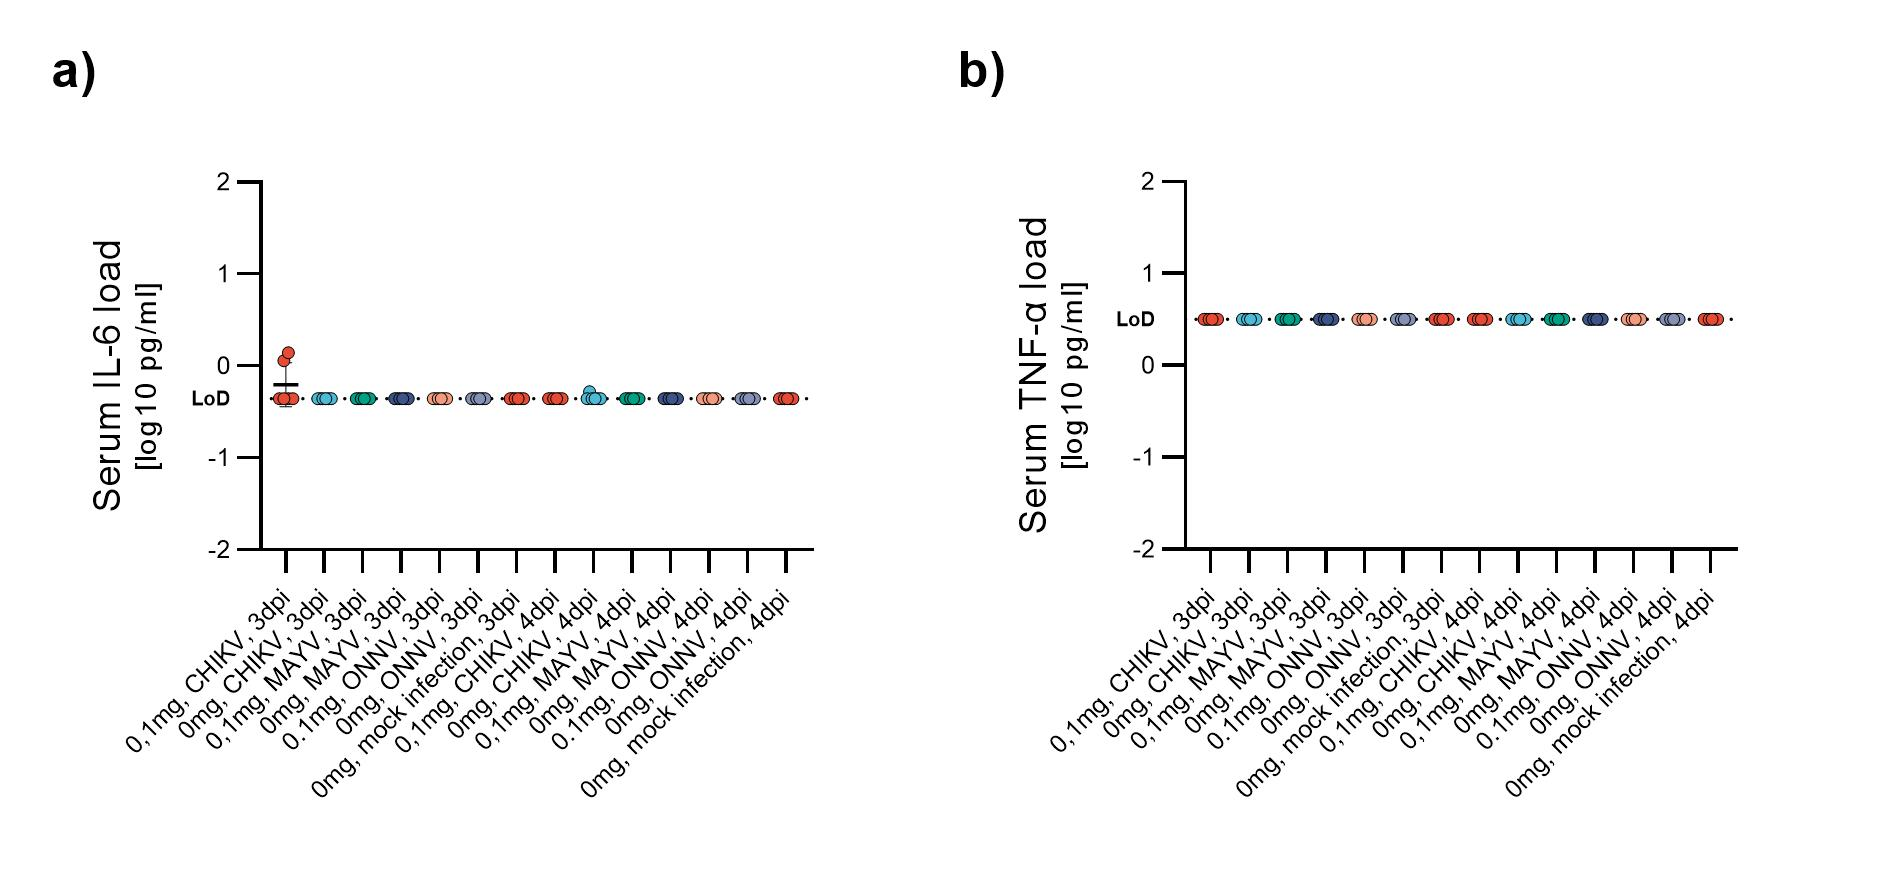 a)
Serum IL-6 load
[log10 pg/ml]
2
1
0
LoD
-1
-2
0,1mg, CHIKV, 3dpi
0mg, CHIKV, 3dpi
0,1mg, MAYV, 3dpi
0mg, MAYV, 3dpi
0.1mg, ONNV, 3dpi
0mg, ONNV, 3dpi
0mg, mock infection, 3dpi
0,1mg, CHIKV, 4dpi
0mg, CHIKV, 4dpi
0,1mg, MAYV, 4dpi
0mg, MAYV, 4dpi
0.1mg, ONNV, 4dpi
0mg, ONNV, 4dpi
0mg, mock infection, 4dpi
b)
Serum TNF-α load
[log10 pg/ml]
2
1
LoD
0
-1
-2
0,1mg, CHIKV, 3dpi
0mg, CHIKV, 3dpi
0,1mg, MAYV, 3dpi
0mg, MAYV, 3dpi
0.1mg, ONNV, 3dpi
0mg, ONNV, 3dpi
0mg, mock infection, 3dpi
0,1mg, CHIKV, 4dpi
0mg, CHIKV, 4dpi
0,1mg, MAYV, 4dpi
0mg, MAYV, 4dpi
0.1mg, ONNV, 4dpi
0mg, ONNV, 4dpi
0mg, mock infection, 4dpi